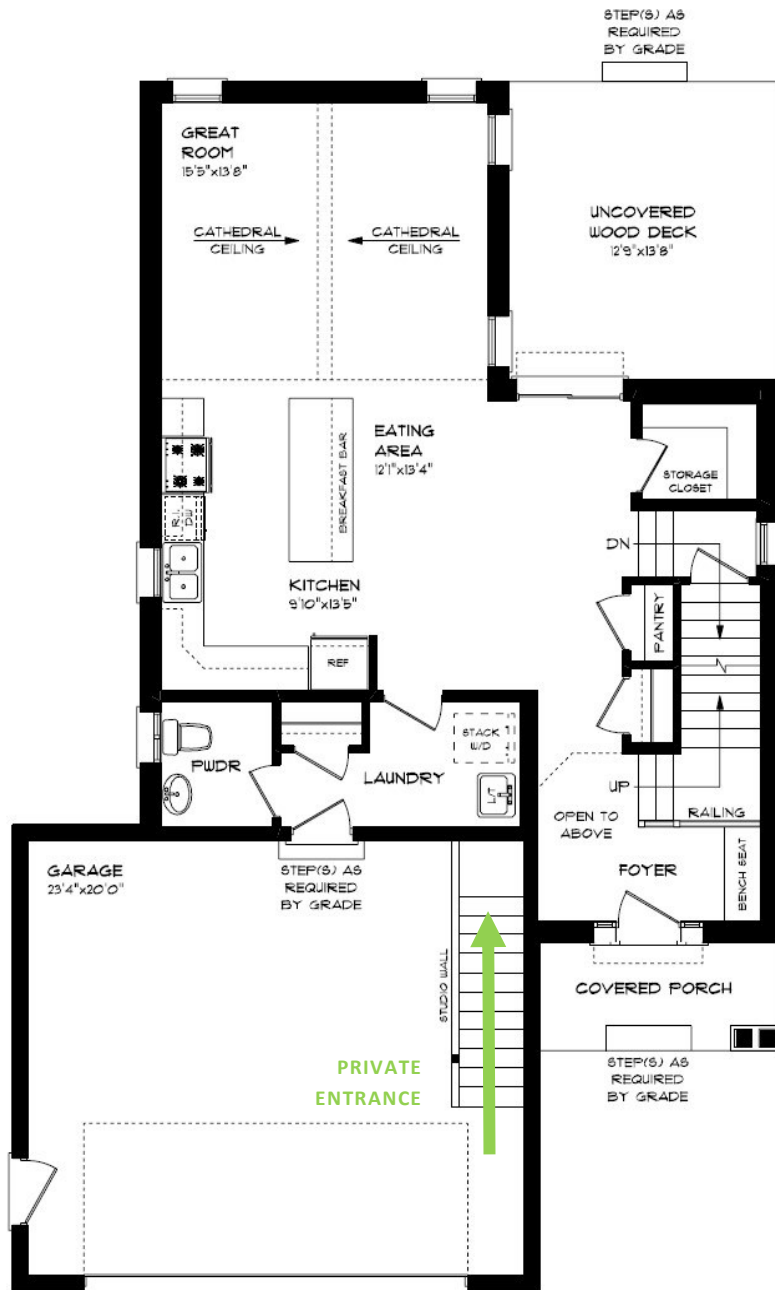 STEP(S) AS
REQUIRED
BY GRADE
GREAT
ROOM
15'5"x13'8"
CATHEDRAL
CEILING
CATHEDRAL
CEILING
UNCOVERED
WOOD DECK
12'9"x13'8"
EATING
AREA
12'1"x13'4"
BREAKFAST BAR
R.I.
DW
STORAGE
CLOSET
DN
KITCHEN
9'10"x13'5"
PANTRY
REF
PWDR
LAUNDRY
STACK
W/D
L/T
UP
RAILING
OPEN TO
ABOVE
FOYER
BENCH SEAT
GARAGE
23'4"x20'0"
STEP(S) AS
REQUIRED
BY GRADE
STUDIO WALL
COVERED PORCH
PRIVATE
ENTRANCE
STEP(S) AS
REQUIRED
BY GRADE